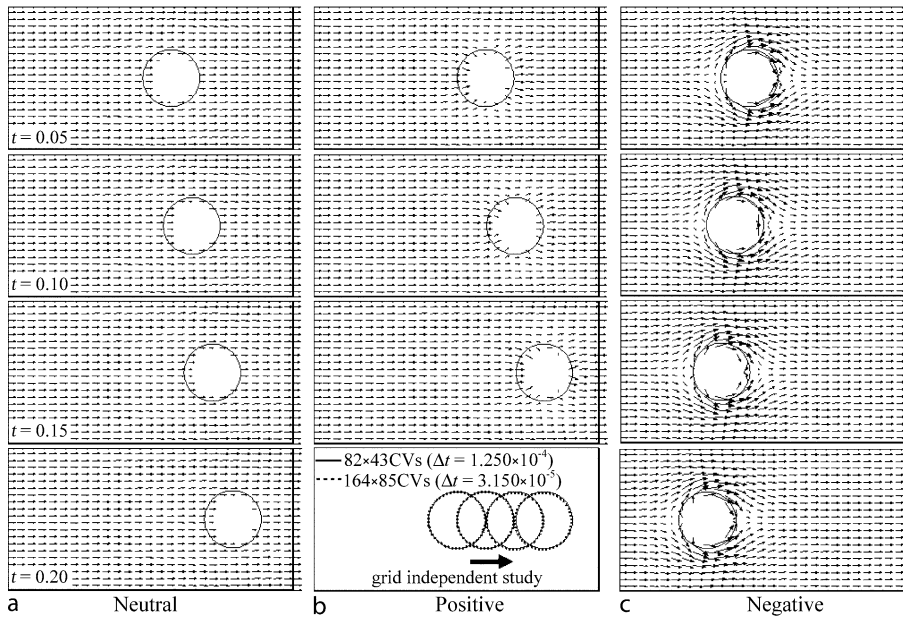 t = 0.05
t = 0.10
t = 0.15
t = 0.20
82×43CVs (Δt = 1.250×10⁻⁴)
164×85CVs (Δt = 3.150×10⁻⁵)
grid independent study
a Neutral
b Positive
c Negative